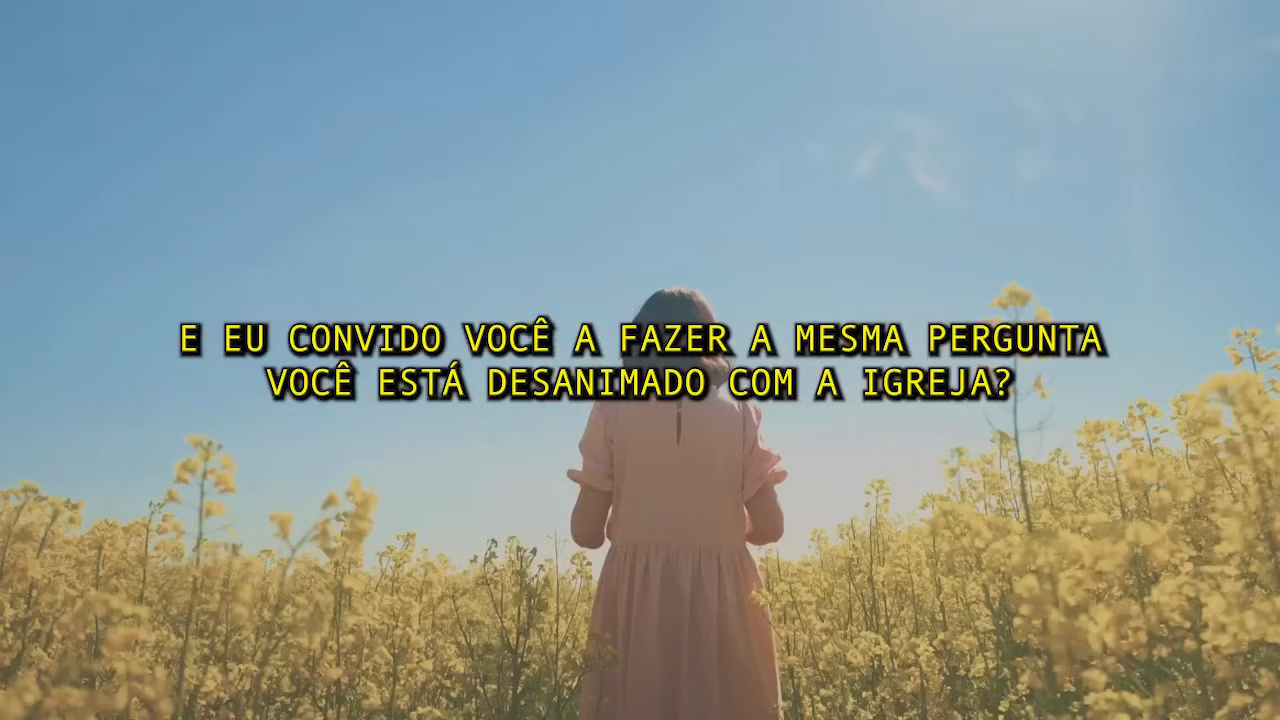 E EU CONVIDO VOCÊ A FAZER A MESMA PERGUNTA
VOCÊ ESTÁ DESANIMADO COM A IGREJA?